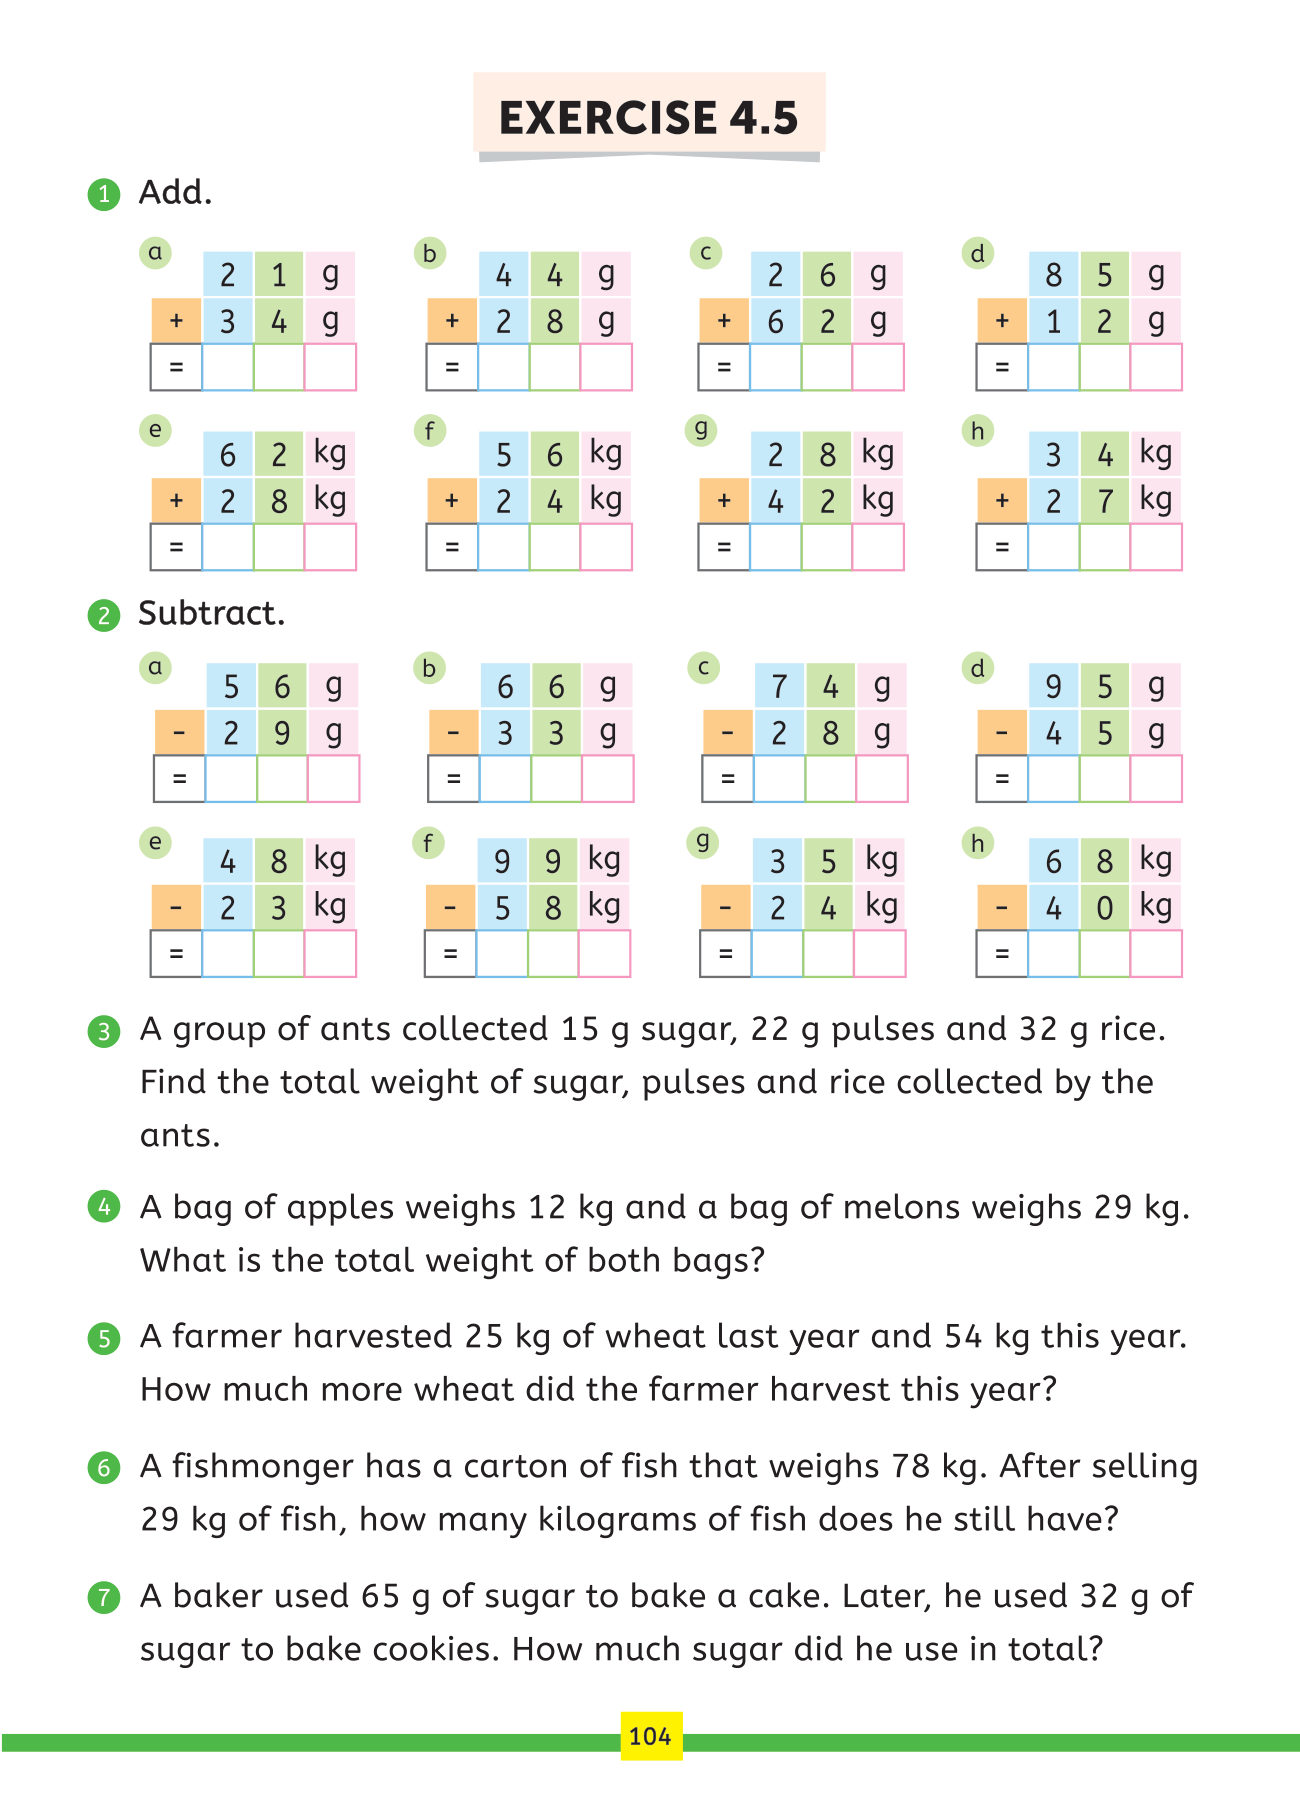 EXERCISE 4.5
1 Add.
a b c d
2 1 g 4 4 g 2 6 g 8 5 g
+ 3 4 g + 2 8 g + 6 2 g + 1 2 g
= = = =
e f g h
6 2 kg 5 6 kg 2 8 kg 3 4 kg
+ 2 8 kg + 2 4 kg + 4 2 kg + 2 7 kg
= = = =
2 Subtract.
a b c d
5 6 g 6 6 g 7 4 g 9 5 g
- 2 9 g - 3 3 g - 2 8 g - 4 5 g
= = = =
e f g h
4 8 kg 9 9 kg 3 5 kg 6 8 kg
- 2 3 kg - 5 8 kg - 2 4 kg - 4 0 kg
= = = =
3 A group of ants collected 15 g sugar, 22 g pulses and 32 g rice.
Find the total weight of sugar, pulses and rice collected by the
ants.
4 A bag of apples weighs 12 kg and a bag of melons weighs 29 kg.
What is the total weight of both bags?
5 A farmer harvested 25 kg of wheat last year and 54 kg this year.
How much more wheat did the farmer harvest this year?
6 A fishmonger has a carton of fish that weighs 78 kg. After selling
29 kg of fish, how many kilograms of fish does he still have?
7 A baker used 65 g of sugar to bake a cake. Later, he used 32 g of
sugar to bake cookies. How much sugar did he use in total?
104